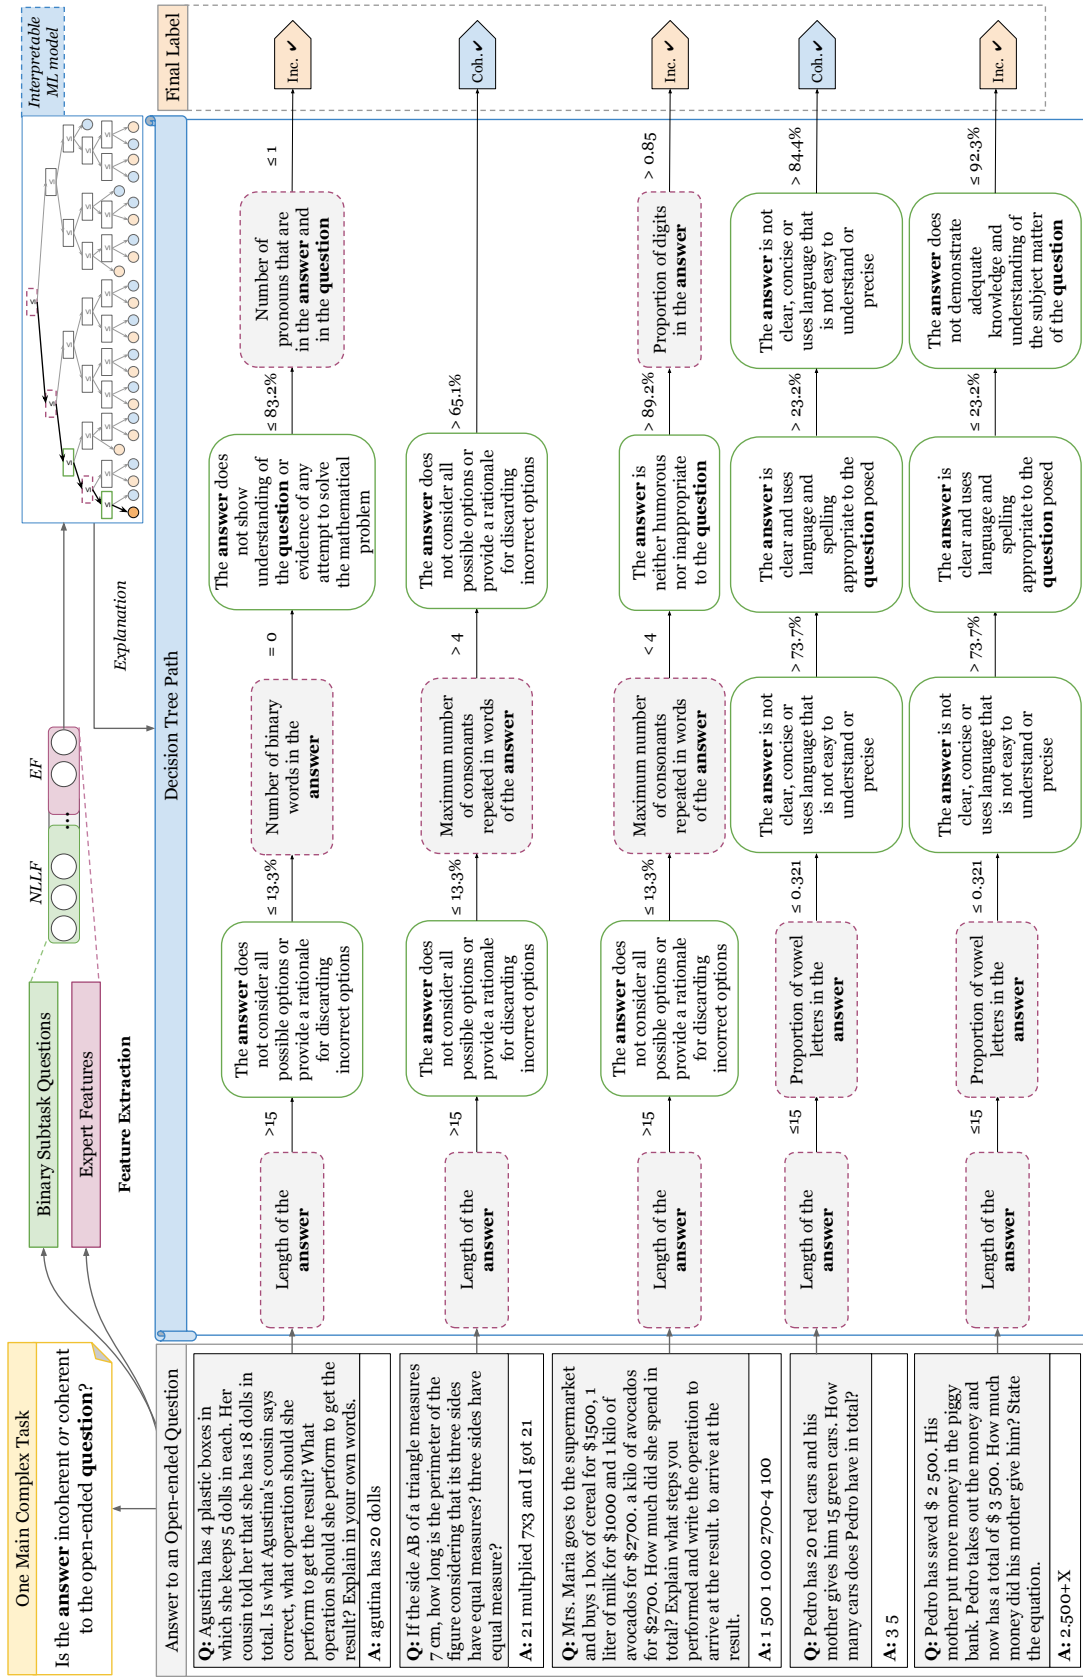 One Main Complex Task
Is the answer incoherent or coherent
to the open-ended question?
Binary Subtask Questions
Expert Features
Feature Extraction
NLLF
EF
...
Explanation
Interpretable
ML model
Answer to an Open-ended Question
Decision Tree Path
Final Label
Q: Agustina has 4 plastic boxes in
which she keeps 5 dolls in each. Her
cousin told her that she has 18 dolls in
total. Is what Agustina's cousin says
correct, what operation should she
perform to get the result? What
operation should she perform to get the
result? Explain in your own words.
A: agutina has 20 dolls
Length of the
answer
>15
The answer does
not consider all
possible options or
provide a rationale
for discarding
incorrect options
≤ 13.3%
Number of binary
words in the
answer
= 0
The answer does
not show
understanding of
the question or
evidence of any
attempt to solve
the mathematical
problem
≤ 83.2%
Number of
pronouns that are
in the answer and
in the question
≤ 1
Inc. ✔
Q: If the side AB of a triangle measures
7 cm, how long is the perimeter of the
figure considering that its three sides
have equal measures? three sides have
equal measure?
A: 21 multiplied 7x3 and I got 21
Length of the
answer
>15
The answer does
not consider all
possible options or
provide a rationale
for discarding
incorrect options
≤ 13.3%
Maximum number
of consonants
repeated in words
of the answer
> 4
The answer does
not consider all
possible options or
provide a rationale
for discarding
incorrect options
> 65.1%
Coh.✔
Q: Mrs. Maria goes to the supermarket
and buys 1 box of cereal for $1500, 1
liter of milk for $1000 and 1 kilo of
avocados for $2700. a kilo of avocados
for $2700. How much did she spend in
total? Explain what steps you
performed and write the operation to
arrive at the result. to arrive at the
result.
A: 1 500 1 000 2700-4 100
Length of the
answer
>15
The answer does
not consider all
possible options or
provide a rationale
for discarding
incorrect options
≤ 13.3%
Maximum number
of consonants
repeated in words
of the answer
< 4
The answer is
neither humorous
nor inappropriate
to the question
> 89.2%
Proportion of digits
in the answer
> 0.85
Inc. ✔
Q: Pedro has 20 red cars and his
mother gives him 15 green cars. How
many cars does Pedro have in total?
A: 3 5
Length of the
answer
≤15
Proportion of vowel
letters in the
answer
≤ 0.321
The answer is not
clear, concise or
uses language that
is not easy to
understand or
precise
> 73.7%
The answer is
clear and uses
language and
spelling
appropriate to the
question posed
> 23.2%
The answer is not
clear, concise or
uses language that
is not easy to
understand or
precise
> 84.4%
Coh.✔
Q: Pedro has saved $ 2 500. His
mother put more money in the piggy
bank. Pedro takes out the money and
now has a total of $ 3 500. How much
money did his mother give him? State
the equation.
A: 2.500+X
Length of the
answer
≤15
Proportion of vowel
letters in the
answer
≤ 0.321
The answer is not
clear, concise or
uses language that
is not easy to
understand or
precise
> 73.7%
The answer is
clear and uses
language and
spelling
appropriate to the
question posed
≤ 23.2%
The answer does
not demonstrate
adequate
knowledge and
understanding of
the subject matter
of the question
≤ 92.3%
Inc. ✔